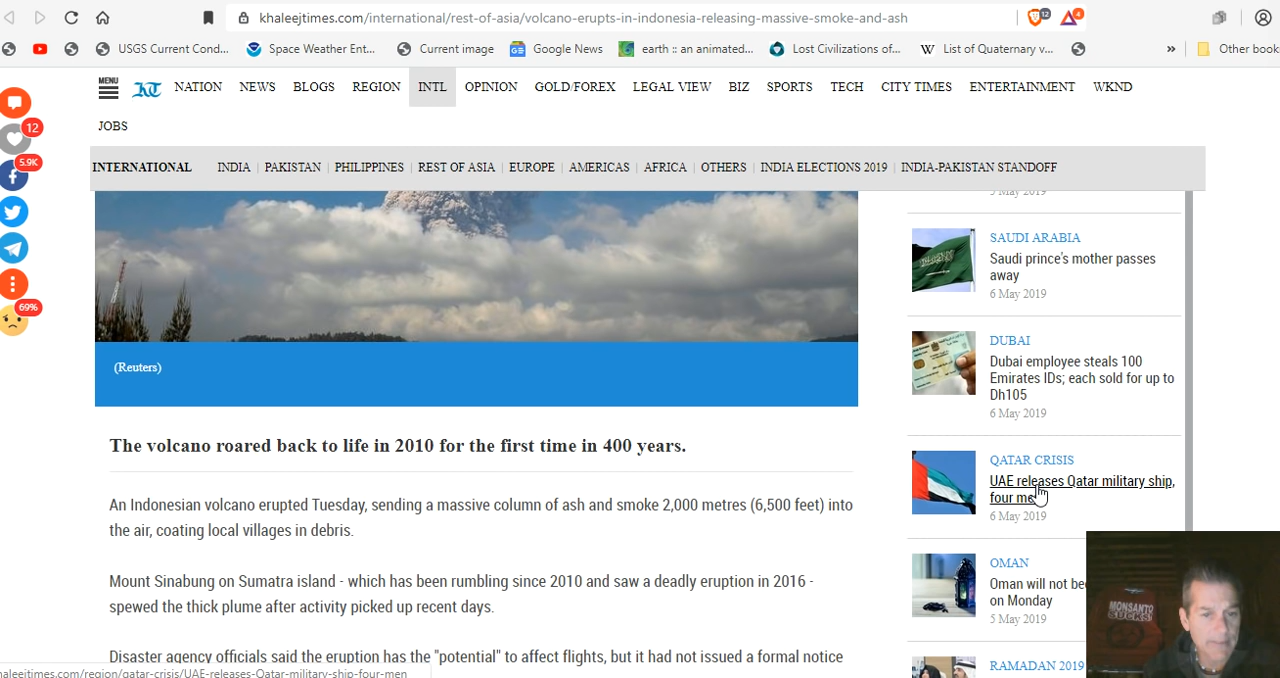 khaleejtimes.com/international/rest-of-asia/volcano-erupts-in-indonesia-releasing-massive-smoke-and-ash
12
4
USGS Current Cond...
Space Weather Ent...
Current image
Google News
earth :: an animated...
Lost Civilizations of...
W
List of Quaternary v...
»
Other book
MENU
KT
NATION
NEWS
BLOGS
REGION
INTL
OPINION
GOLD/FOREX
LEGAL VIEW
BIZ
SPORTS
TECH
CITY TIMES
ENTERTAINMENT
WKND
JOBS
12
5.9K
69%
INTERNATIONAL
INDIA
PAKISTAN
PHILIPPINES
REST OF ASIA
EUROPE
AMERICAS
AFRICA
OTHERS
INDIA ELECTIONS 2019
INDIA-PAKISTAN STANDOFF
(Reuters)
The volcano roared back to life in 2010 for the first time in 400 years.
An Indonesian volcano erupted Tuesday, sending a massive column of ash and smoke 2,000 metres (6,500 feet) into
the air, coating local villages in debris.
Mount Sinabung on Sumatra island - which has been rumbling since 2010 and saw a deadly eruption in 2016 -
spewed the thick plume after activity picked up recent days.
Disaster agency officials said the eruption has the "potential" to affect flights, but it had not issued a formal notice
5 May 2019
SAUDI ARABIA
Saudi prince's mother passes
away
6 May 2019
DUBAI
Dubai employee steals 100
Emirates IDs; each sold for up to
Dh105
6 May 2019
QATAR CRISIS
UAE releases Qatar military ship,
four me
6 May 2019
OMAN
Oman will not be
on Monday
5 May 2019
RAMADAN 2019
MONSANTO
SUCKS!
haleejtimes.com/region/qatar-crisis/UAE-releases-Qatar-military-ship-four-men